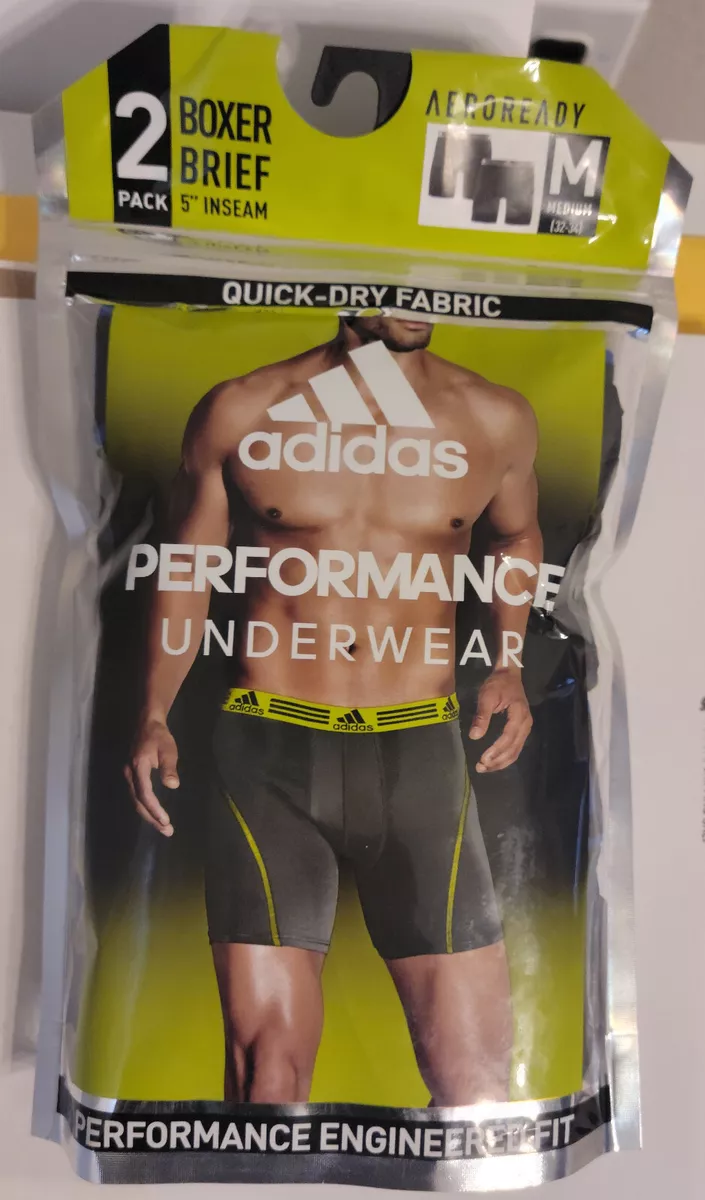 2
PACK
BOXER
BRIEF
5" INSEAM
AEROREADY
M
MEDIUM
(32-34)
QUICK-DRY FABRIC
adidas
PERFORMANCE
UNDERWEAR
adidas
adidas
adidas
PERFORMANCE ENGINEERED FIT